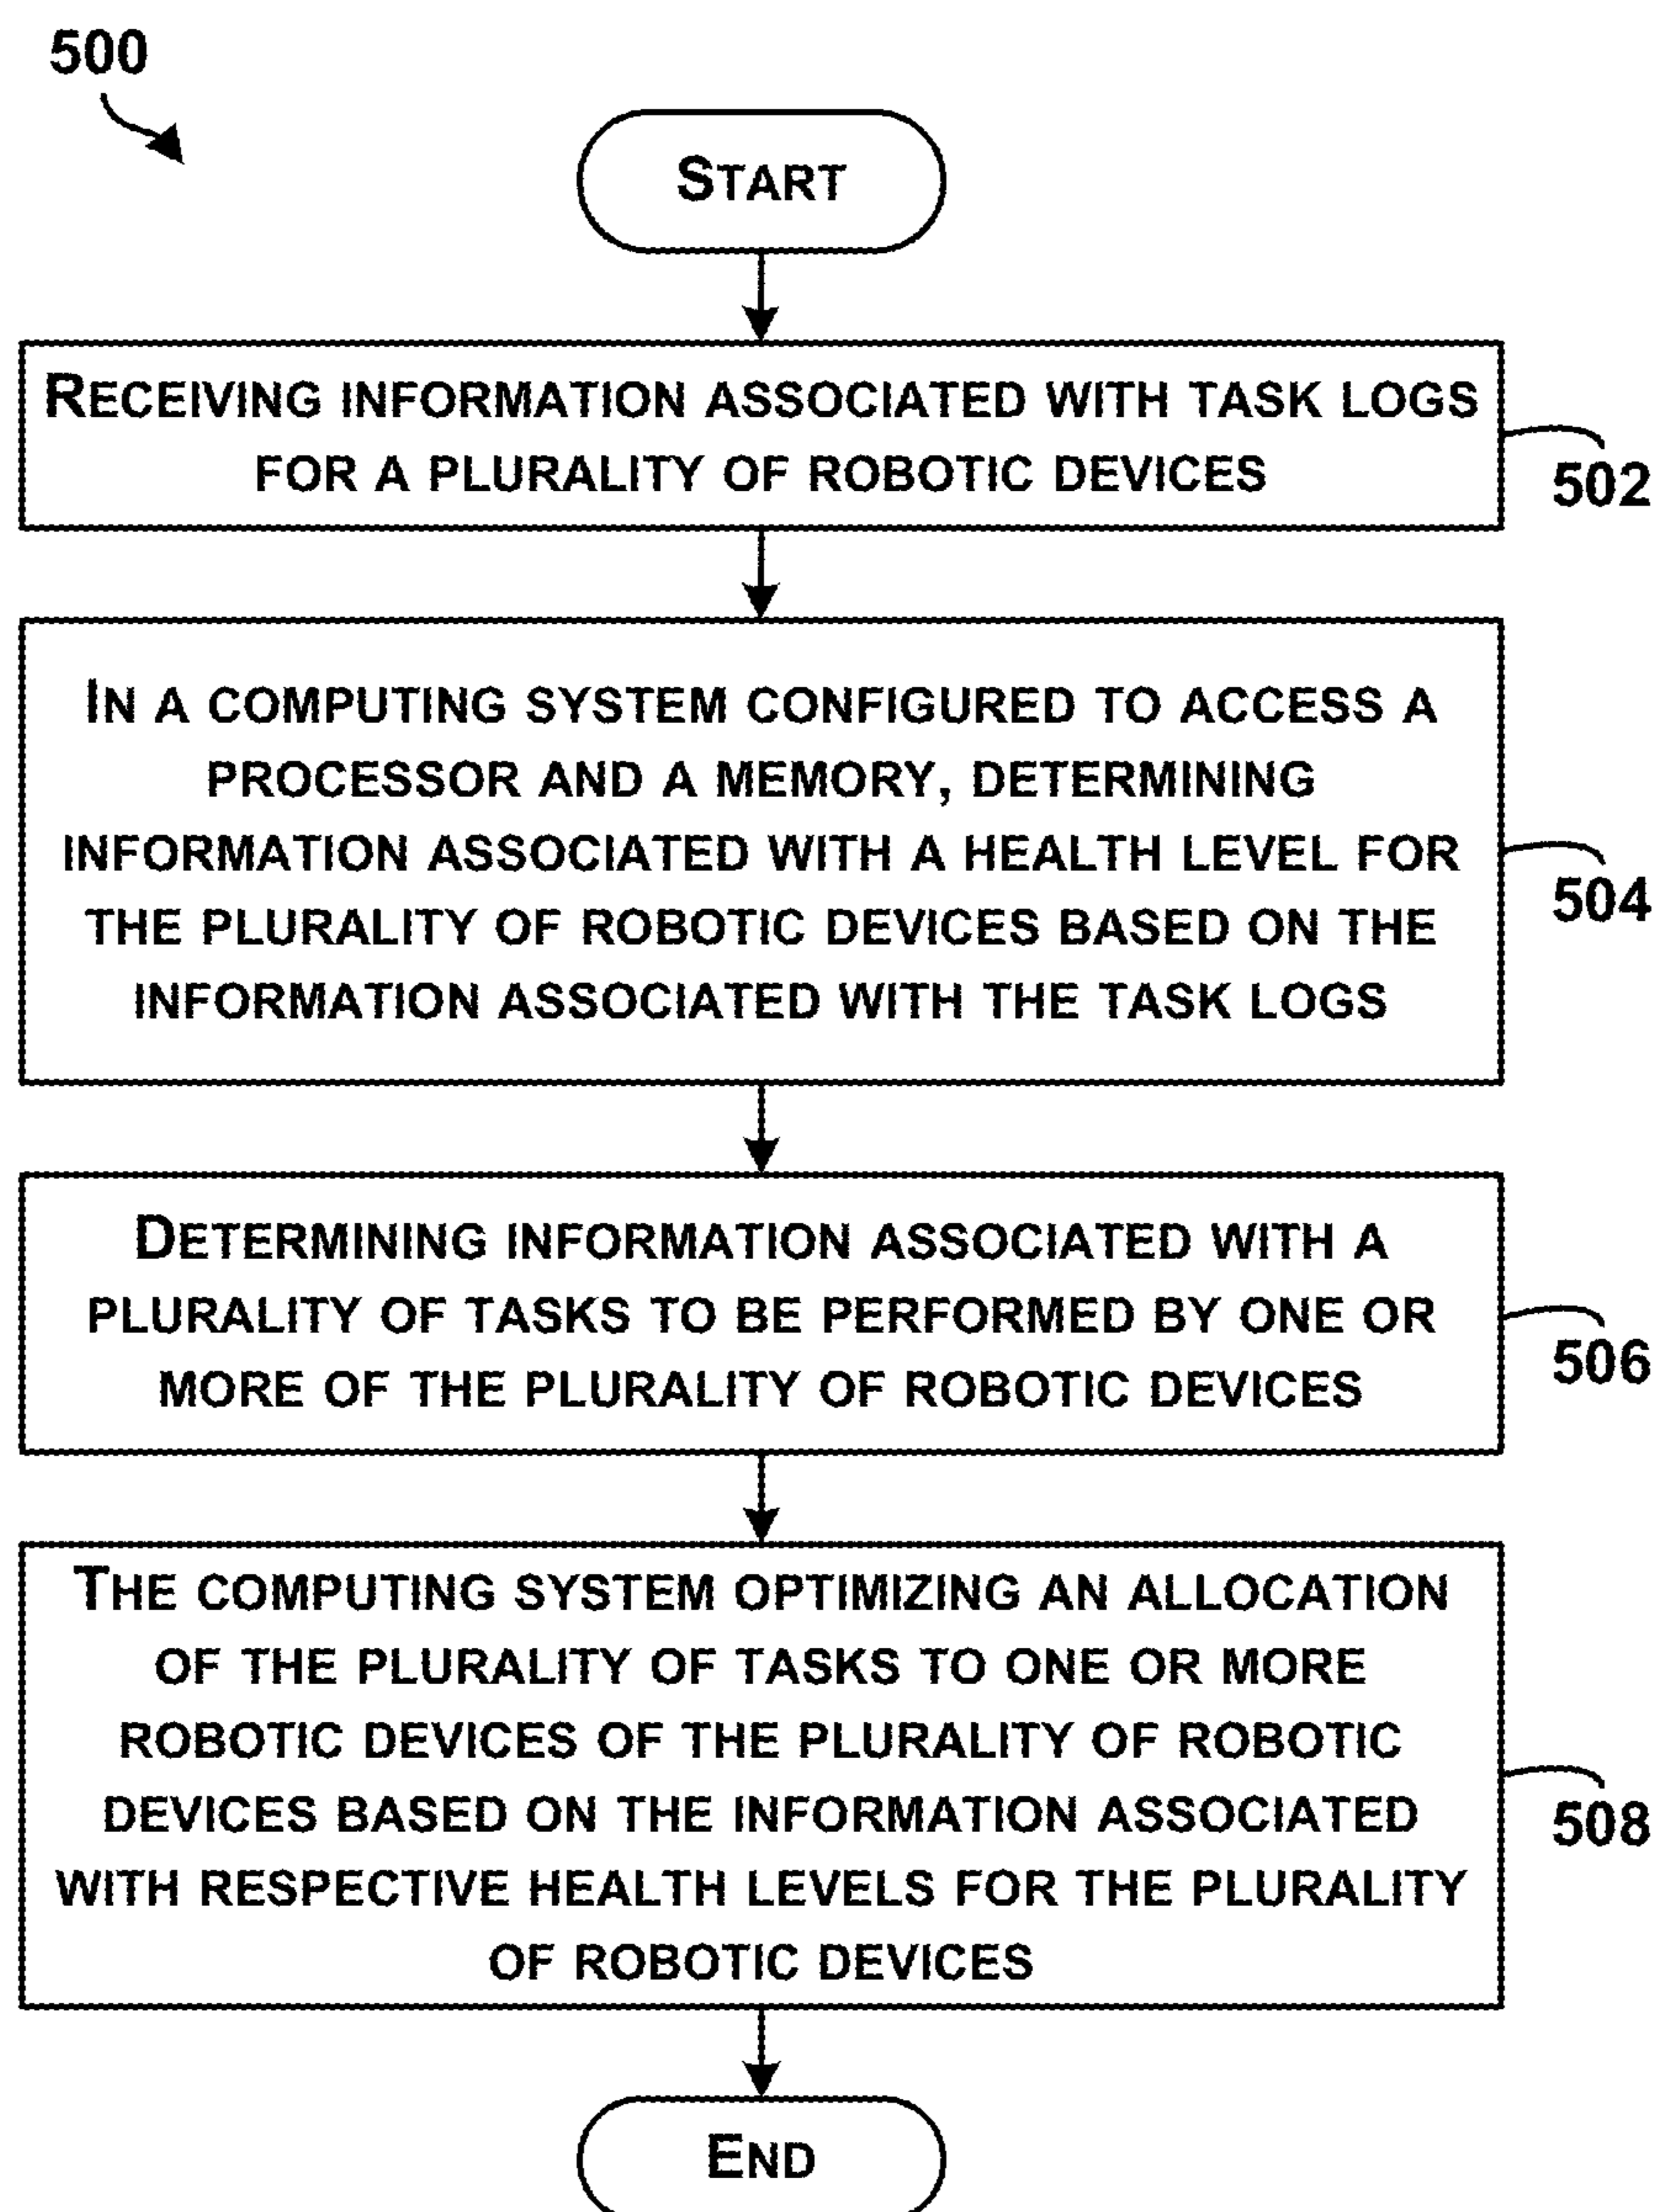 500
START
RECEIVING INFORMATION ASSOCIATED WITH TASK LOGS
FOR A PLURALITY OF ROBOTIC DEVICES
502
IN A COMPUTING SYSTEM CONFIGURED TO ACCESS A
PROCESSOR AND A MEMORY, DETERMINING
INFORMATION ASSOCIATED WITH A HEALTH LEVEL FOR
THE PLURALITY OF ROBOTIC DEVICES BASED ON THE
INFORMATION ASSOCIATED WITH THE TASK LOGS
504
DETERMINING INFORMATION ASSOCIATED WITH A
PLURALITY OF TASKS TO BE PERFORMED BY ONE OR
MORE OF THE PLURALITY OF ROBOTIC DEVICES
506
THE COMPUTING SYSTEM OPTIMIZING AN ALLOCATION
OF THE PLURALITY OF TASKS TO ONE OR MORE
ROBOTIC DEVICES OF THE PLURALITY OF ROBOTIC
DEVICES BASED ON THE INFORMATION ASSOCIATED
WITH RESPECTIVE HEALTH LEVELS FOR THE PLURALITY
OF ROBOTIC DEVICES
508
END